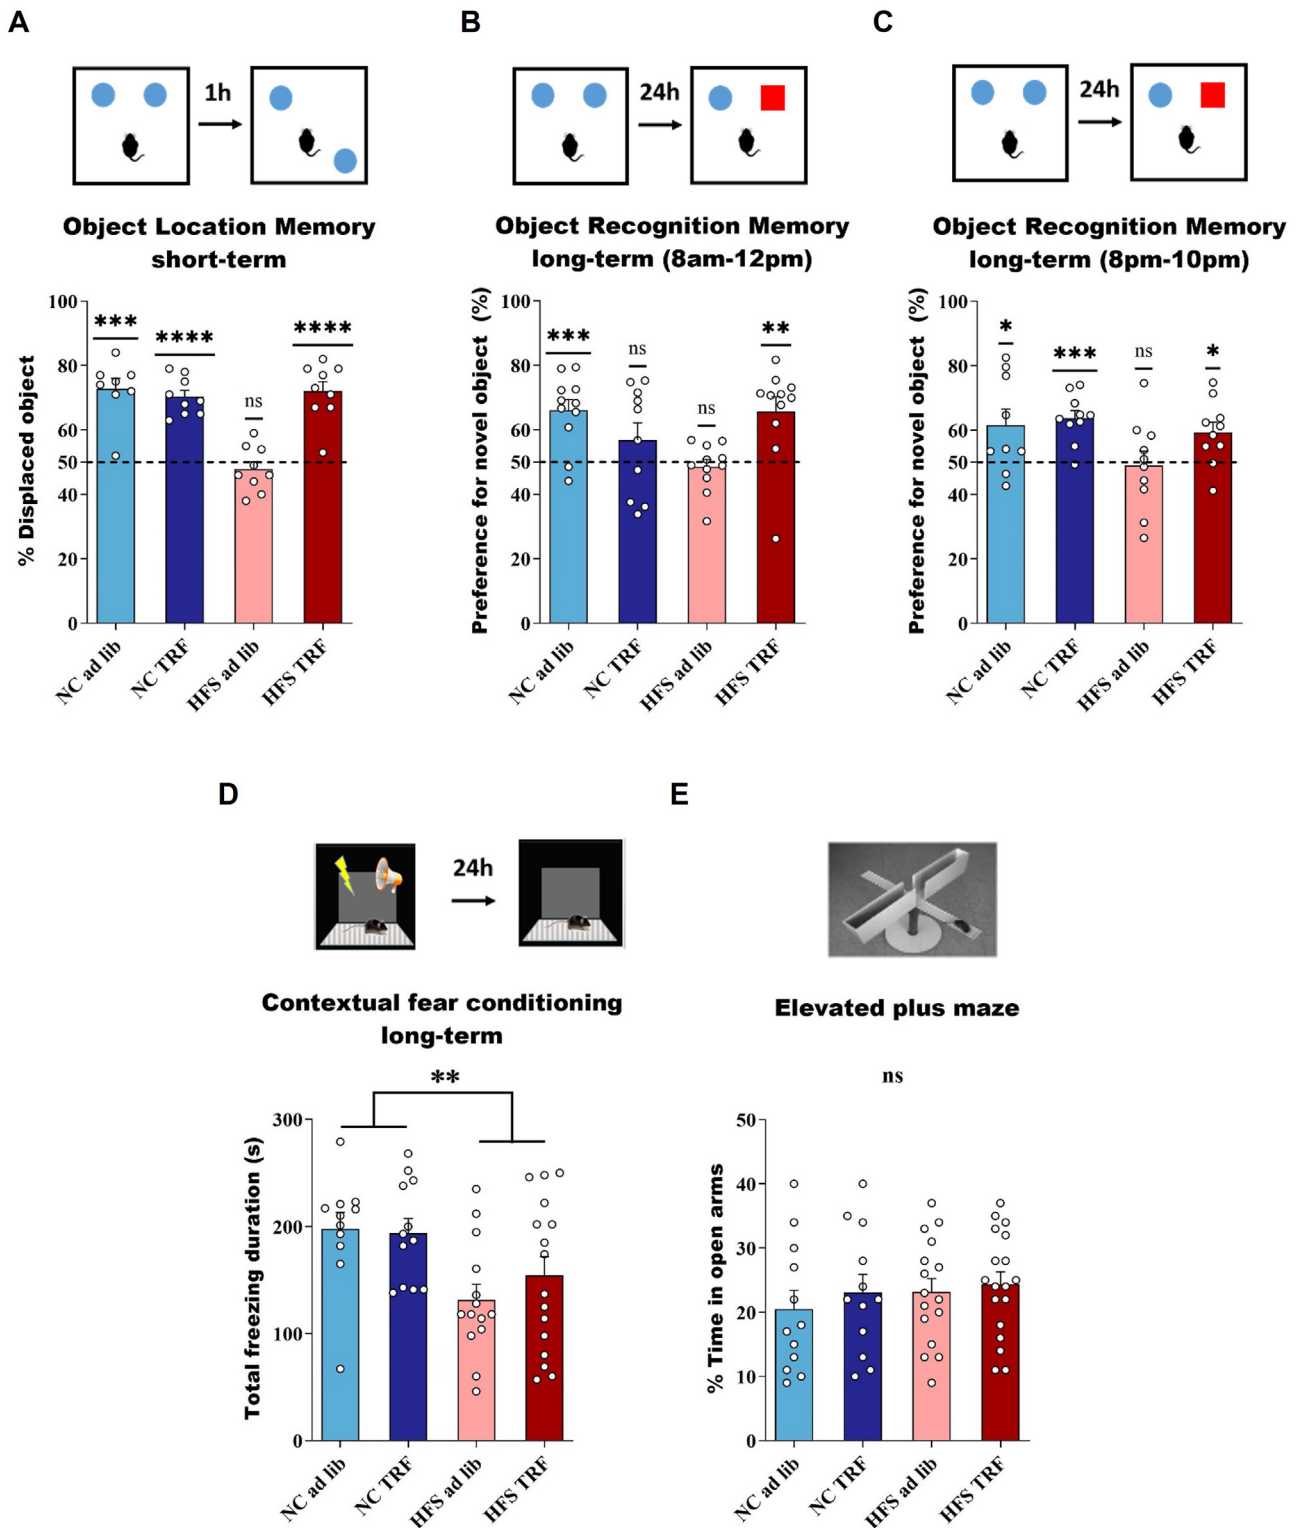 A
B
C
1h
24h
24h
Object Location Memory
short-term
Object Recognition Memory
long-term (8am-12pm)
Object Recognition Memory
long-term (8pm-10pm)
% Displaced object
100
80
60
50
40
20
0
***
****
ns
****
NC ad lib
NC TRF
HFS ad lib
HFS TRF
Preference for novel object (%)
100
80
60
50
40
20
0
***
ns
ns
**
NC ad lib
NC TRF
HFS ad lib
HFS TRF
Preference for novel object (%)
100
80
60
50
40
20
0
*
***
ns
*
NC ad lib
NC TRF
HFS ad lib
HFS TRF
D
E
24h
Contextual fear conditioning
long-term
Elevated plus maze
**
ns
Total freezing duration (s)
300
200
100
0
NC ad lib
NC TRF
HFS ad lib
HFS TRF
% Time in open arms
50
40
30
20
10
0
NC ad lib
NC TRF
HFS ad lib
HFS TRF